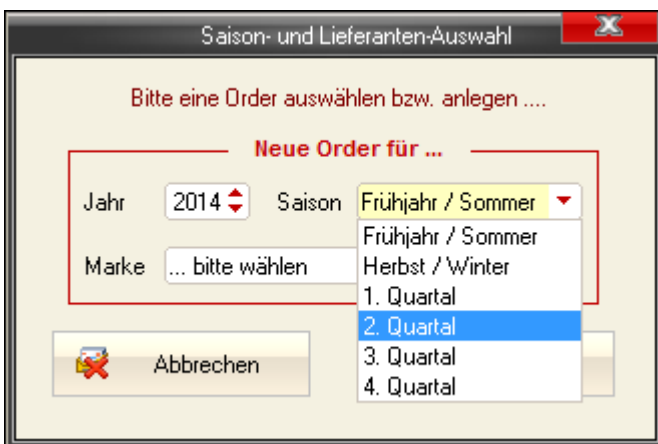 Saison- und Lieferanten-Auswahl
Bitte eine Order auswählen bzw. anlegen ....
Neue Order für ...
Jahr 2014 Saison Frühjahr / Sommer
Frühjahr / Sommer
Marke ... bitte wählen Herbst / Winter
1. Quartal
2. Quartal
Abbrechen 3. Quartal
4. Quartal